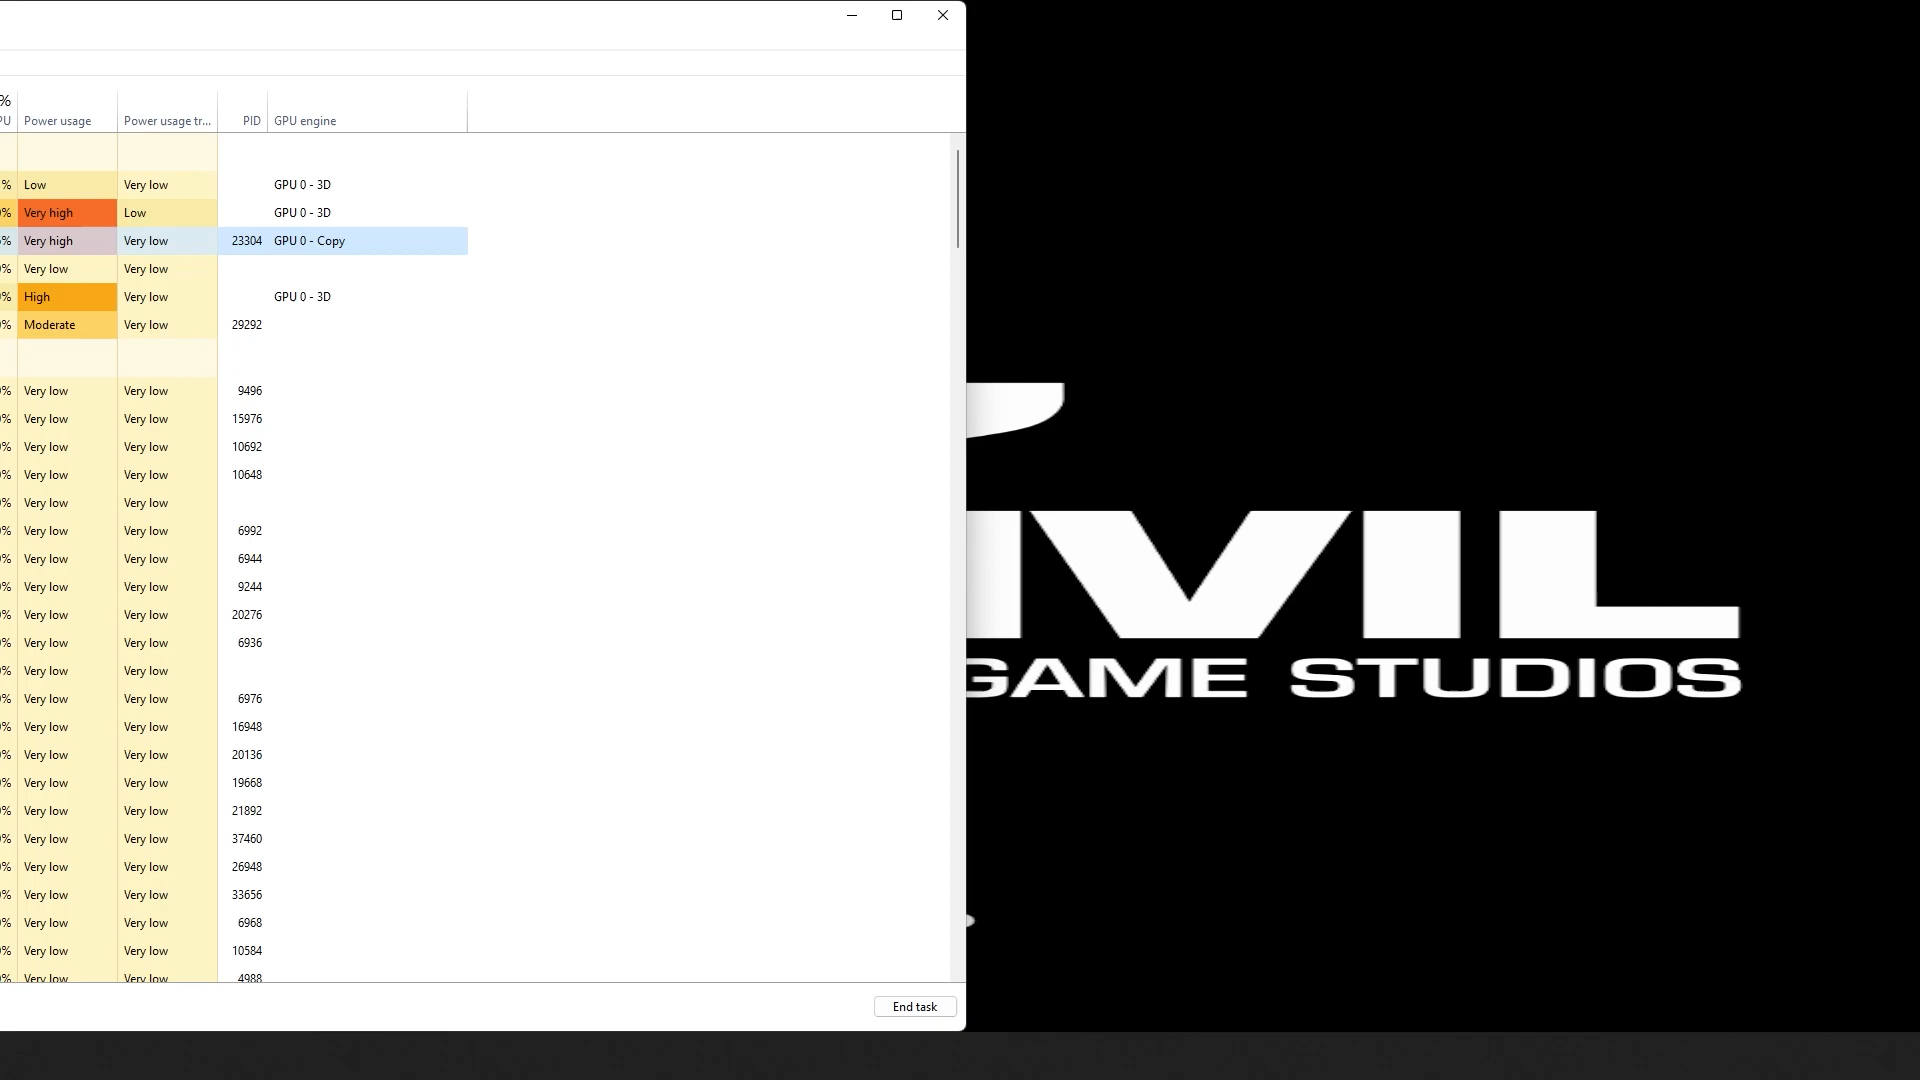 %
PU Power usage Power usage tr... PID GPU engine
% Low Very low GPU 0 - 3D
% Very high Low GPU 0 - 3D
% Very high Very low 23304 GPU 0 - Copy
% Very low Very low
% High Very low GPU 0 - 3D
% Moderate Very low 29292
% Very low Very low 9496
% Very low Very low 15976
% Very low Very low 10692
% Very low Very low 10648
% Very low Very low
% Very low Very low 6992
% Very low Very low 6944
% Very low Very low 9244
% Very low Very low 20276
% Very low Very low 6936
% Very low Very low
% Very low Very low 6976
% Very low Very low 16948
% Very low Very low 20136
% Very low Very low 19668
% Very low Very low 21892
% Very low Very low 37460
% Very low Very low 26948
% Very low Very low 33656
% Very low Very low 6968
% Very low Very low 10584
% Very low Very low 4988
End task
VIL
GAME STUDIOS